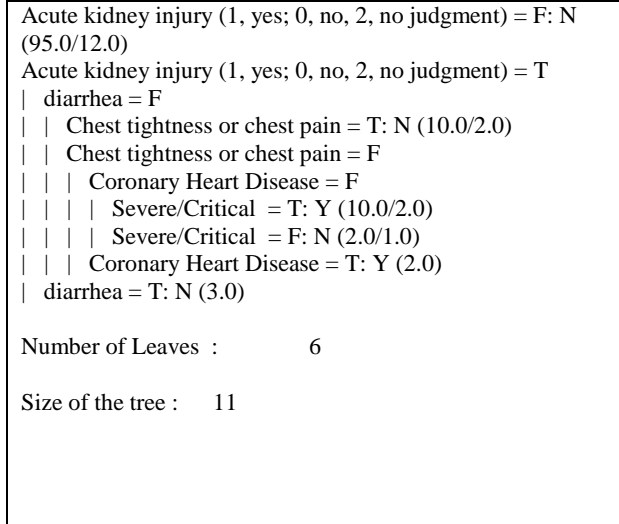 Acute kidney injury (1, yes; 0, no, 2, no judgment) = F: N
(95.0/12.0)
Acute kidney injury (1, yes; 0, no, 2, no judgment) = T
|   diarrhea = F
|   |   Chest tightness or chest pain = T: N (10.0/2.0)
|   |   Chest tightness or chest pain = F
|   |   |   Coronary Heart Disease = F
|   |   |   |   Severe/Critical  = T: Y (10.0/2.0)
|   |   |   |   Severe/Critical  = F: N (2.0/1.0)
|   |   |   Coronary Heart Disease = T: Y (2.0)
|   diarrhea = T: N (3.0)
Number of Leaves  :     6
Size of the tree :     11